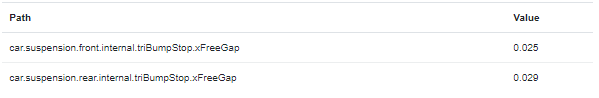 Path Value
car.suspension.front.internal.triBumpStop.xFreeGap 0.025
car.suspension.rear.internal.triBumpStop.xFreeGap 0.029